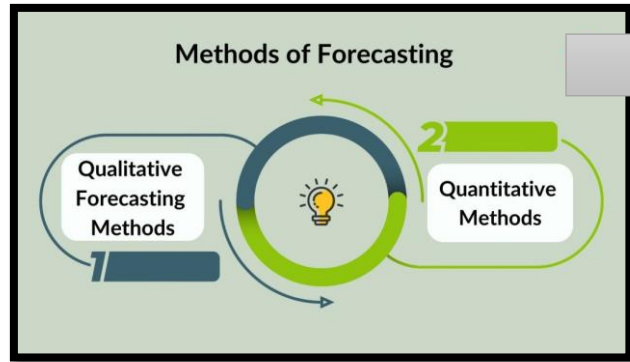 Methods of Forecasting
Qualitative
Forecasting
Methods
1
2
Quantitative
Methods